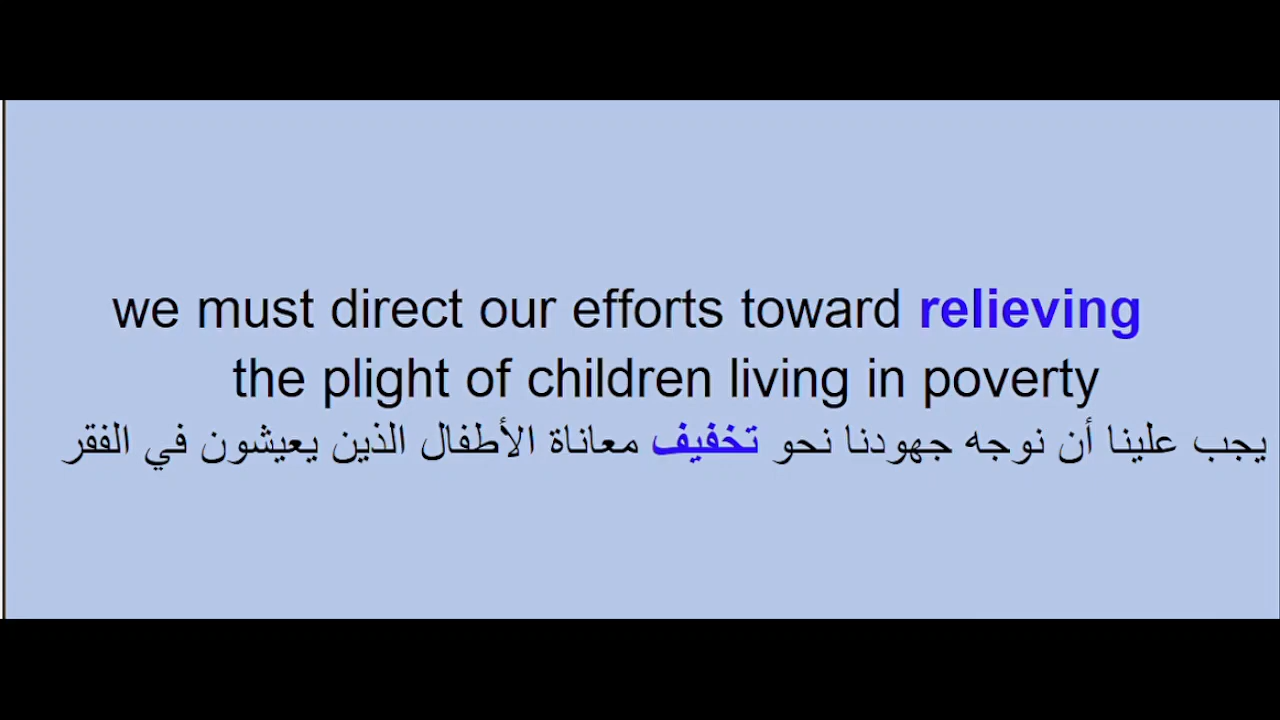 we must direct our efforts toward relieving
the plight of children living in poverty
يجب علينا أن نوجه جهودنا نحو تخفيف معاناة الأطفال الذين يعيشون في الفقر